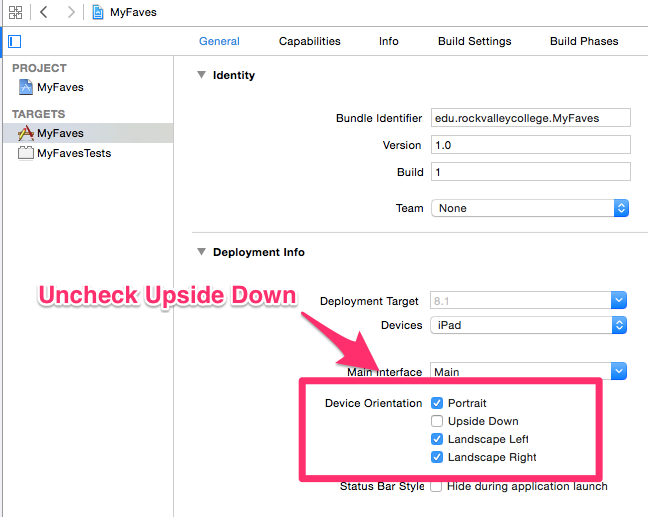 MyFaves
General Capabilities Info Build Settings Build Phases
PROJECT
MyFaves
TARGETS
MyFaves
MyFavesTests
Identity
Bundle Identifier edu.rockvalleycollege.MyFaves
Version 1.0
Build 1
Team None
Deployment Info
Uncheck Upside Down
Deployment Target 8.1
Devices iPad
Main Interface Main
Device Orientation Portrait
Upside Down
Landscape Left
Landscape Right
Status Bar Style Hide during application launch